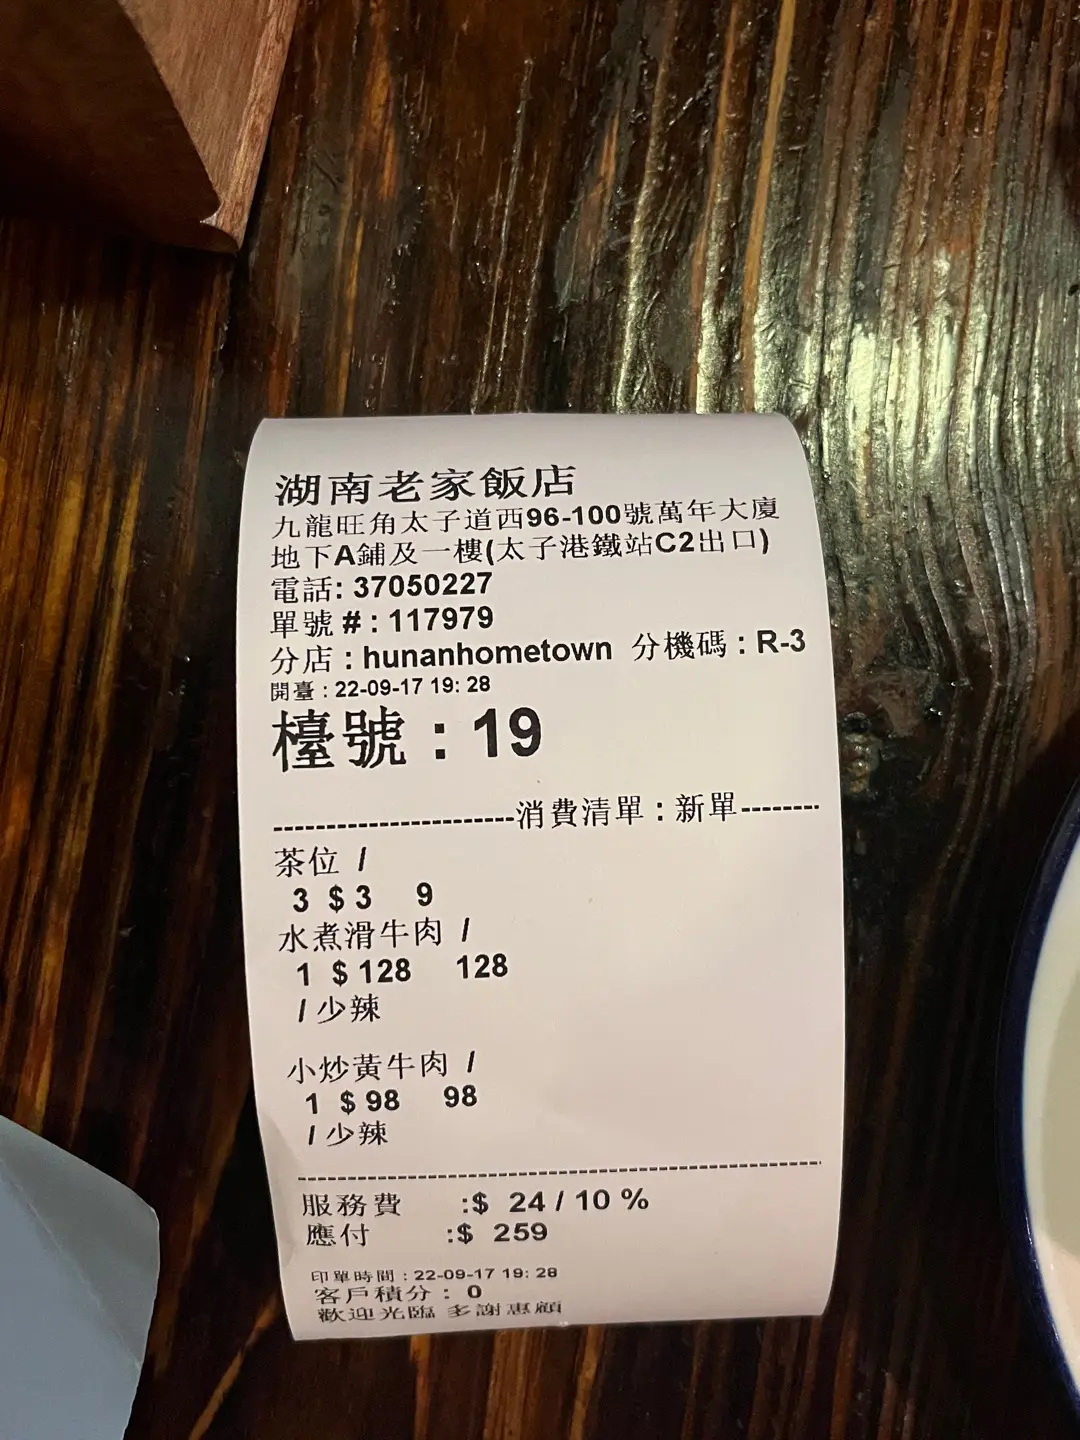 湖南老家飯店
九龍旺角太子道西96-100號萬年大廈
地下A鋪及一樓(太子港鐵站C2出口)
電話: 37050227
單號 # : 117979
分店 : hunanhometown 分機碼 : R-3
開臺 : 22-09-17 19: 28
檯號 : 19
----------------------消費清單 : 新單-------
茶位 /
3 $ 3 9
水煮滑牛肉 /
1 $ 128 128
/ 少辣
小炒黃牛肉 /
1 $ 98 98
/ 少辣
服務費 :$ 24 / 10 %
應付 :$ 259
印單時間 : 22-09-17 19: 28
客戶積分 : 0
歡迎光臨 多謝惠顧